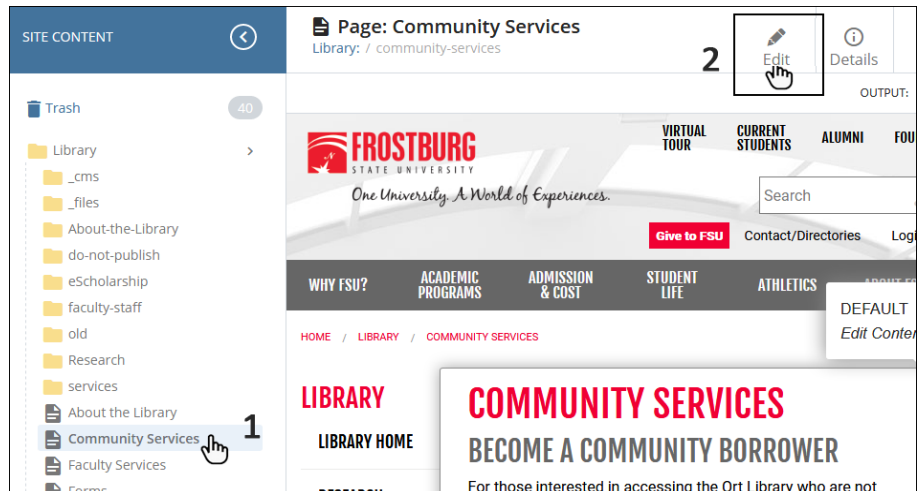 SITE CONTENT
Page: Community Services
Library: / community-services
2
Edit
Details
OUTPUT:
Trash
40
Library
_cms
_files
About-the-Library
do-not-publish
eScholarship
faculty-staff
old
Research
services
About the Library
Community Services
1
Faculty Services
Forms
FROSTBURG
STATE UNIVERSITY
One University. A World of Experiences.
VIRTUAL TOUR
CURRENT STUDENTS
ALUMNI
Search
Give to FSU
Contact/Directories
WHY FSU?
ACADEMIC PROGRAMS
ADMISSION & COST
STUDENT LIFE
ATHLETICS
DEFAULT
Edit Conten
HOME / LIBRARY / COMMUNITY SERVICES
LIBRARY
LIBRARY HOME
RESEARCH
COMMUNITY SERVICES
BECOME A COMMUNITY BORROWER
For those interested in accessing the Ort Library who are not